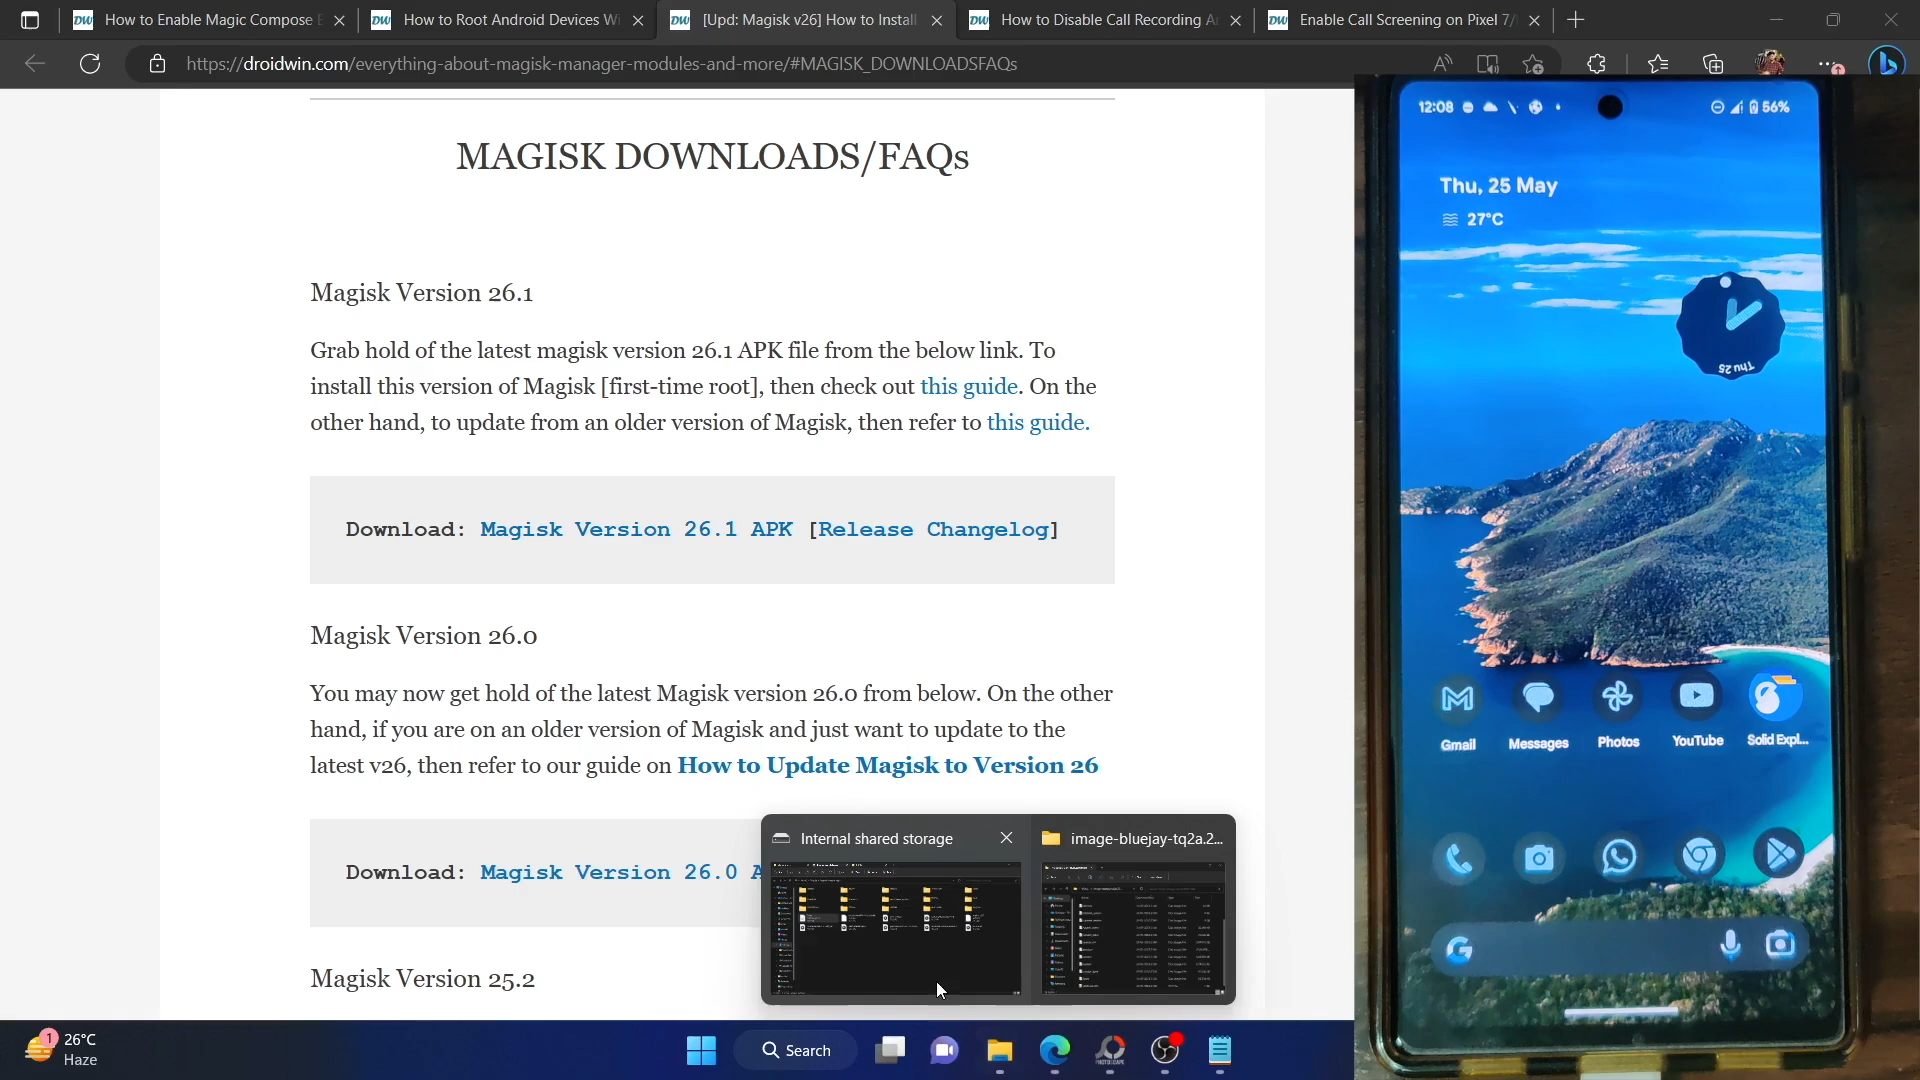 How to Enable Magic Compose
How to Root Android Devices Wi
[Upd: Magisk v26] How to Install
How to Disable Call Recording A
Enable Call Screening on Pixel 7/
https://droidwin.com/everything-about-magisk-manager-modules-and-more/#MAGISK_DOWNLOADSFAQs
MAGISK DOWNLOADS/FAQs
Magisk Version 26.1
Grab hold of the latest magisk version 26.1 APK file from the below link. To
install this version of Magisk [first-time root], then check out this guide. On the
other hand, to update from an older version of Magisk, then refer to this guide.
Download: Magisk Version 26.1 APK [Release Changelog]
Magisk Version 26.0
You may now get hold of the latest Magisk version 26.0 from below. On the other
hand, if you are on an older version of Magisk and just want to update to the
latest v26, then refer to our guide on How to Update Magisk to Version 26
Download: Magisk Version 26.0 A
Internal shared storage
image-bluejay-tq2a.2...
Magisk Version 25.2
1
26°C
Haze
Search
12:08
56%
Thu, 25 May
27°C
Thu 25
Gmail
Messages
Photos
YouTube
Solid Expl...